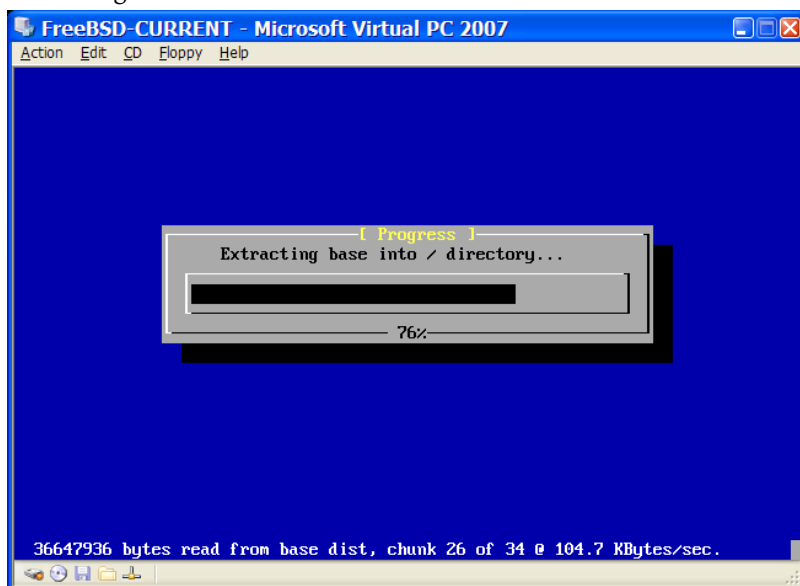 FreeBSD-CURRENT - Microsoft Virtual PC 2007
Action Edit CD Floppy Help
[ Progress ]
Extracting base into / directory...
76%
36647936 bytes read from base dist, chunk 26 of 34 @ 104.7 KBytes/sec.